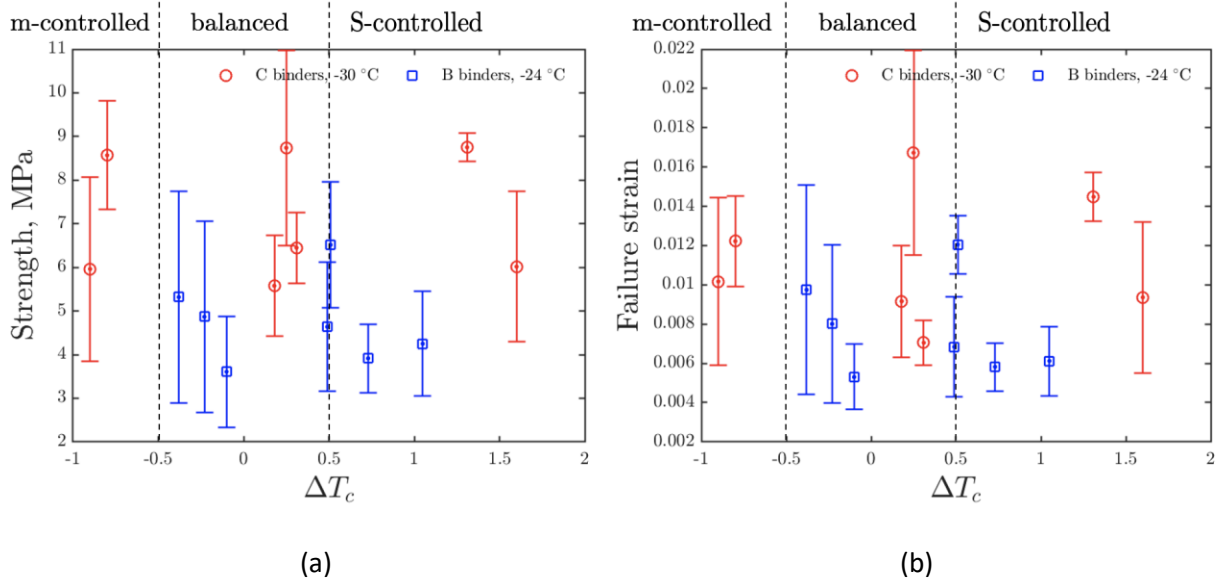 m-controlled balanced S-controlled
11
10
9
8
7
6
5
4
3
2
Strength, MPa
C binders, -30 °C B binders, -24 °C
-1 -0.5 0 0.5 1 1.5 2
ΔT_c
(a)
m-controlled balanced S-controlled
0.022
0.02
0.018
0.016
0.014
0.012
0.01
0.008
0.006
0.004
0.002
Failure strain
C binders, -30 °C B binders, -24 °C
-1 -0.5 0 0.5 1 1.5 2
ΔT_c
(b)